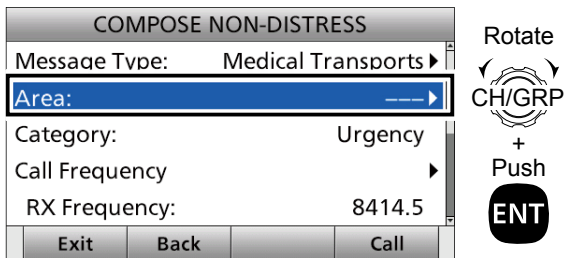 COMPOSE NON-DISTRESS
Message Type: Medical Transports
Area: ---
Category: Urgency
Call Frequency
RX Frequency: 8414.5
Exit Back Call
Rotate
CH/GRP
+
Push
ENT